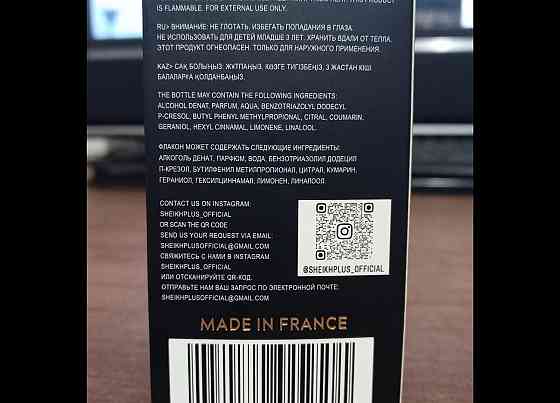 IS FLAMMABLE. FOR EXTERNAL USE ONLY.
RU> ВНИМАНИЕ: НЕ ГЛОТАТЬ, ИЗБЕГАТЬ ПОПАДАНИЯ В ГЛАЗА.
НЕ ИСПОЛЬЗОВАТЬ ДЛЯ ДЕТЕЙ МЛАДШЕ 3 ЛЕТ. ХРАНИТЬ ВДАЛИ ОТ ТЕПЛА.
ЭТОТ ПРОДУКТ ОГНЕОПАСЕН. ТОЛЬКО ДЛЯ НАРУЖНОГО ПРИМЕНЕНИЯ.
KAZ> САҚ БОЛЫҢЫЗ: ЖҰТПАҢЫЗ, КӨЗГЕ ТИГІЗБЕҢІЗ, 3 ЖАСТАН КІШІ
БАЛАЛАРҒА ҚОЛДАНБАҢЫЗ.
THE BOTTLE MAY CONTAIN THE FOLLOWING INGREDIENTS:
ALCOHOL DENAT, PARFUM, AQUA, BENZOTRIAZOLYL DODECYL
P-CRESOL, BUTYL PHENYL METHYLPROPIONAL, CITRAL, COUMARIN,
GERANIOL, HEXYL CINNAMAL, LIMONENE, LINALOOL.
ФЛАКОН МОЖЕТ СОДЕРЖАТЬ СЛЕДУЮЩИЕ ИНГРЕДИЕНТЫ:
АЛКОГОЛЬ ДЕНАТ, ПАРФЮМ, ВОДА, БЕНЗОТРИАЗОЛИЛ ДОДЕЦИЛ
П-КРЕЗОЛ, БУТИЛФЕНИЛ МЕТИЛПРОПИОНАЛ, ЦИТРАЛ, КУМАРИН,
ГЕРАНИОЛ, ГЕКСИЛЦИННАМАЛ, ЛИМОНЕН, ЛИНАЛООЛ.
CONTACT US ON INSTAGRAM:
SHEIKHPLUS_OFFICIAL
OR SCAN THE QR CODE
SEND US YOUR REQUEST VIA EMAIL:
SHEIKHPLUSOFFICIAL@GMAIL.COM
СВЯЖИТЕСЬ С НАМИ В INSTAGRAM:
SHEIKHPLUS_OFFICIAL
ИЛИ ОТСКАНИРУЙТЕ QR-КОД.
ОТПРАВЬТЕ НАМ ВАШ ЗАПРОС ПО ЭЛЕКТРОННОЙ ПОЧТЕ:
SHEIKHPLUSOFFICIAL@GMAIL.COM
@SHEIKHPLUS_OFFICIAL
MADE IN FRANCE